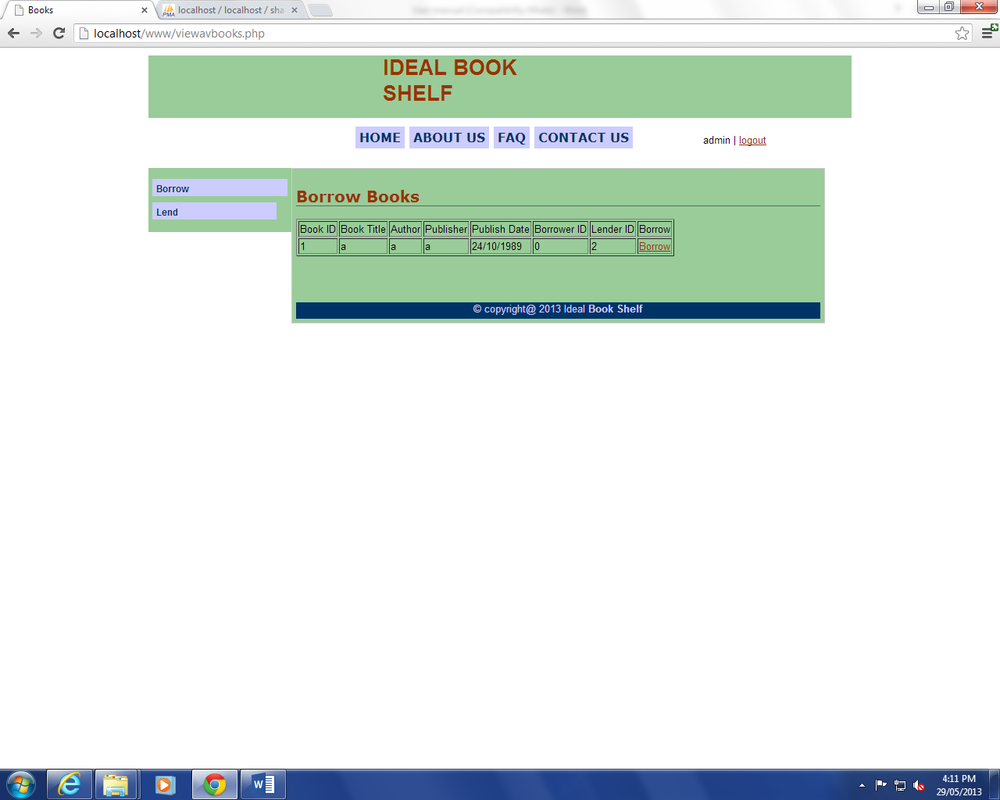 Books
localhost / localhost / sha
localhost/www/viewavbooks.php
IDEAL BOOK
SHELF
HOME ABOUT US FAQ CONTACT US
admin | logout
Borrow
Lend
Borrow Books
Book ID Book Title Author Publisher Publish Date Borrower ID Lender ID Borrow
1 a a a 24/10/1989 0 2 Borrow
© copyright@ 2013 Ideal Book Shelf
4:11 PM
29/05/2013